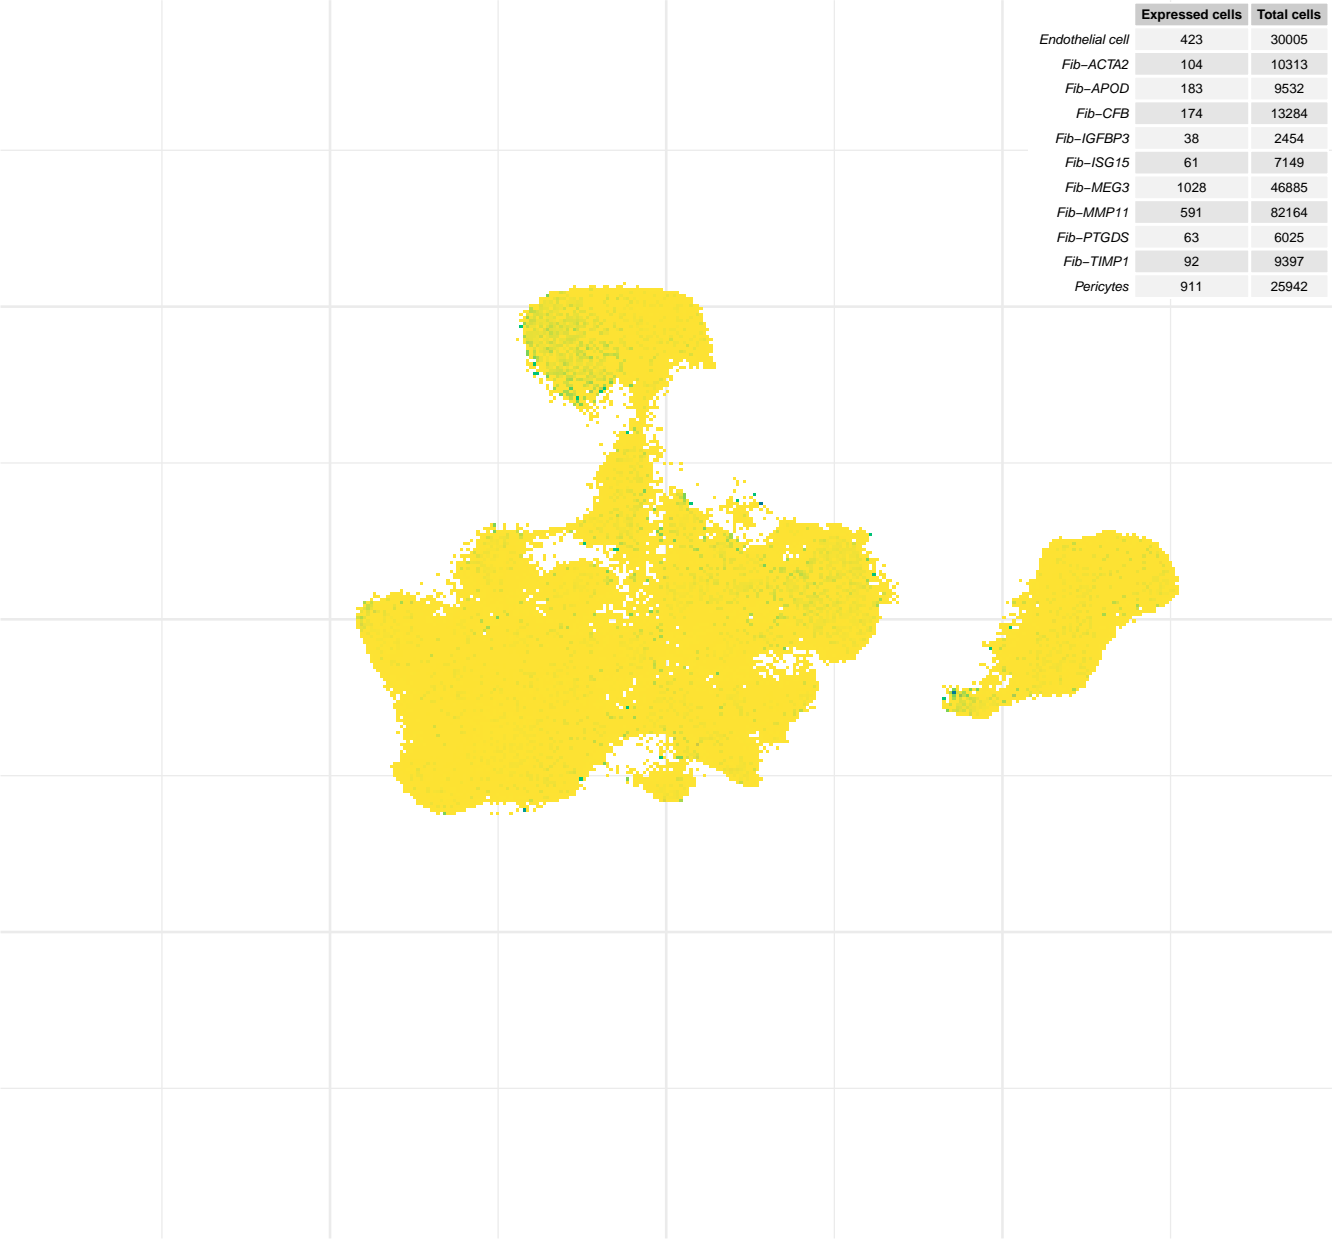 Expressed cells Total cells
Endothelial cell 423 30005
Fib−ACTA2 104 10313
Fib−APOD 183 9532
Fib−CFB 174 13284
Fib−IGFBP3 38 2454
Fib−ISG15 61 7149
Fib−MEG3 1028 46885
Fib−MMP11 591 82164
Fib−PTGDS 63 6025
Fib−TIMP1 92 9397
Pericytes 911 25942